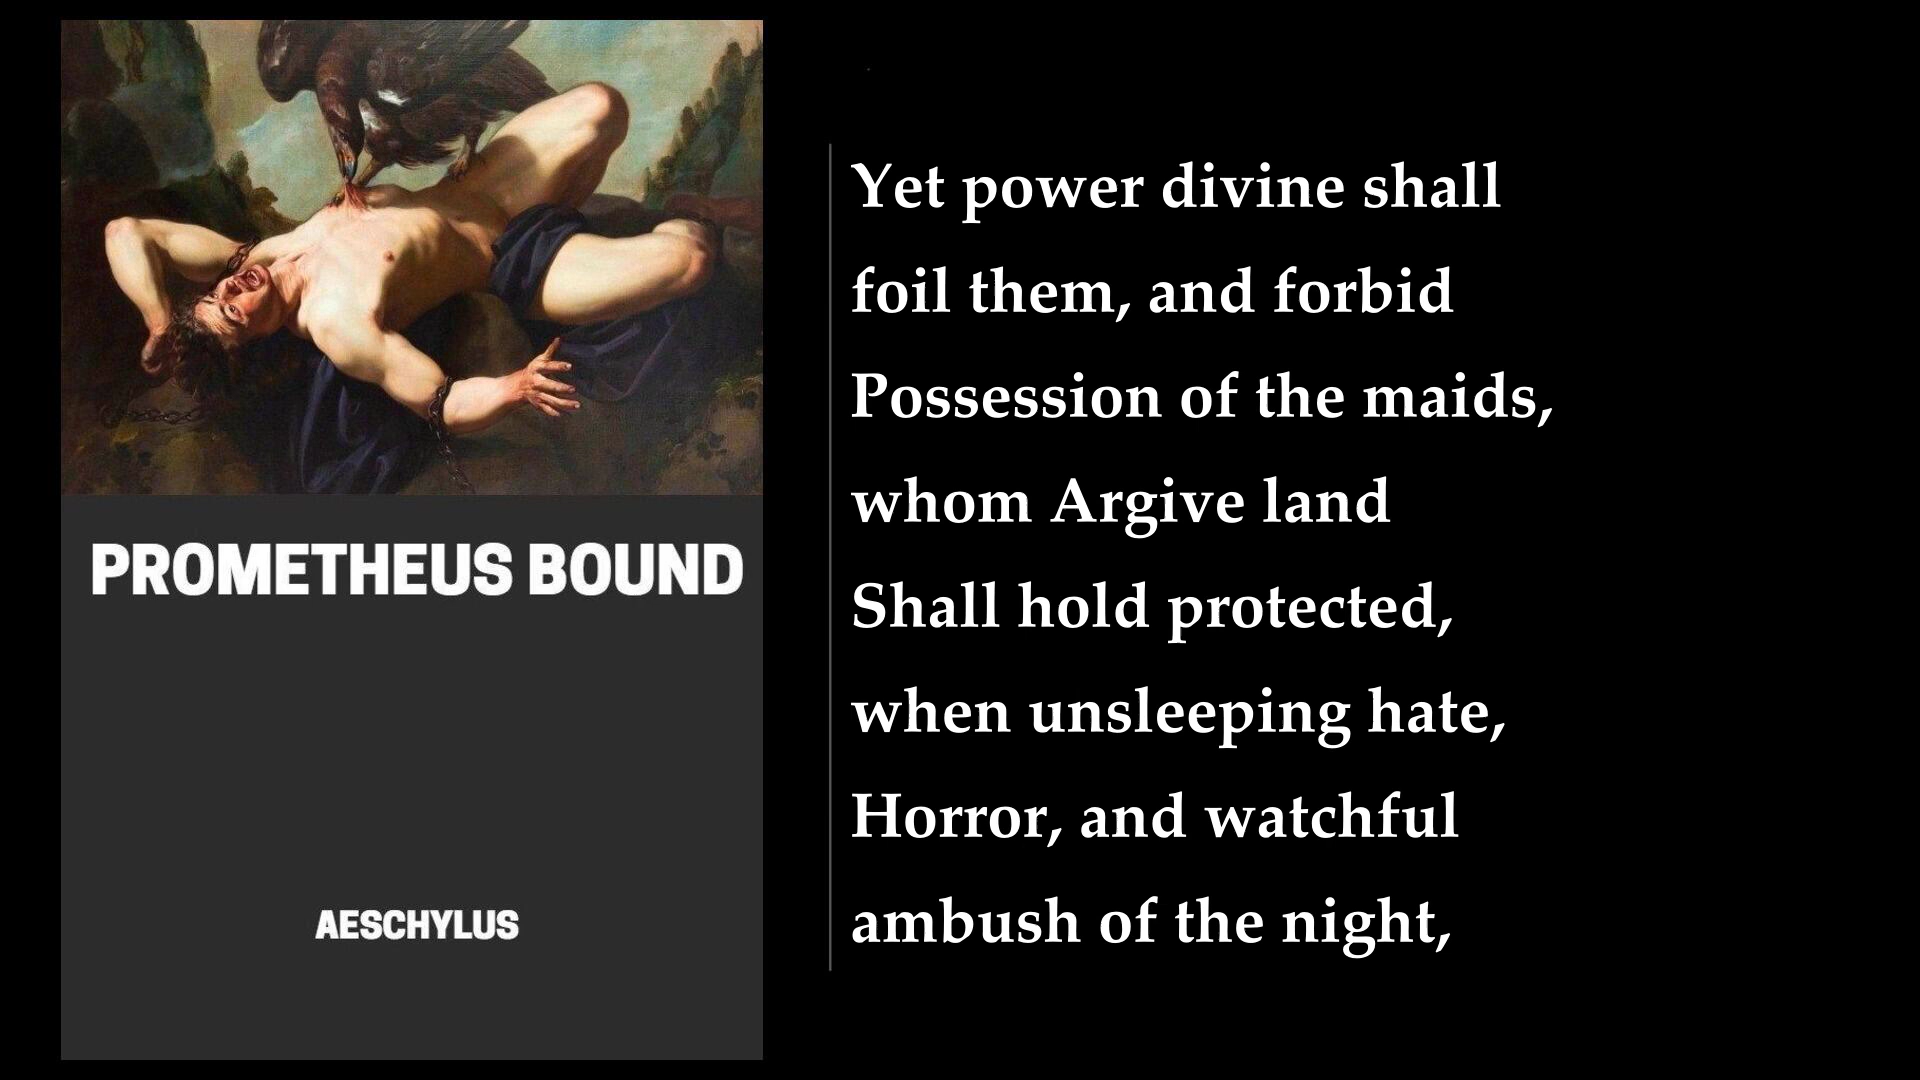 PROMETHEUS BOUND
AESCHYLUS
Yet power divine shall
foil them, and forbid
Possession of the maids,
whom Argive land
Shall hold protected,
when unsleeping hate,
Horror, and watchful
ambush of the night,